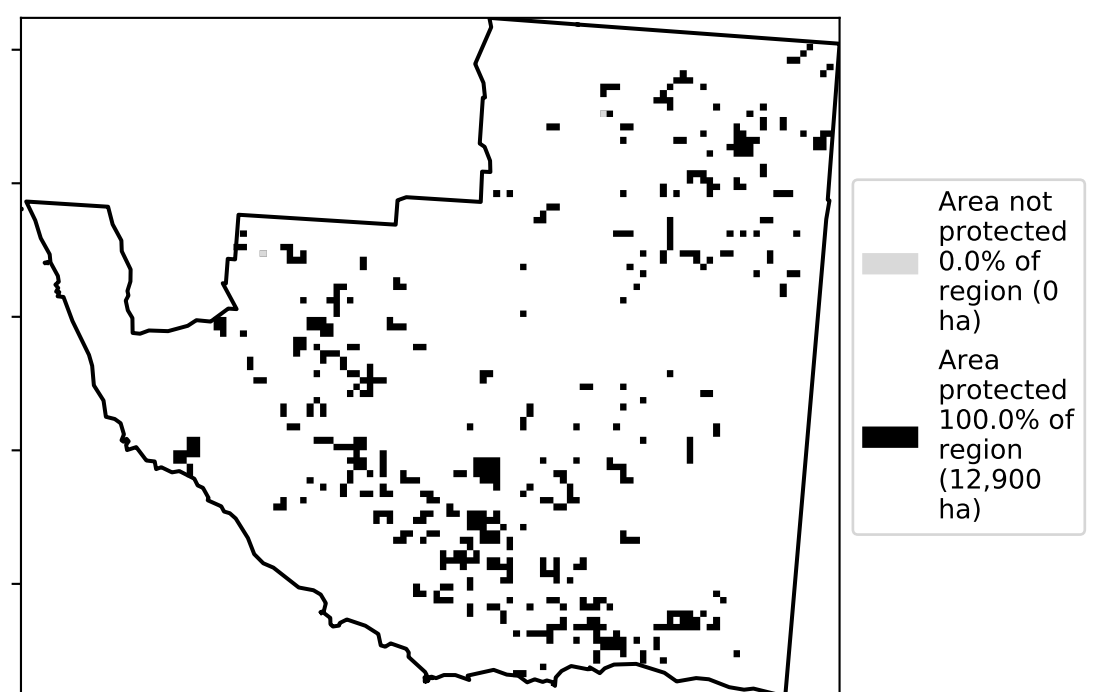 Area not
protected
0.0% of
region (0
ha)
Area
protected
100.0% of
region
(12,900
ha)